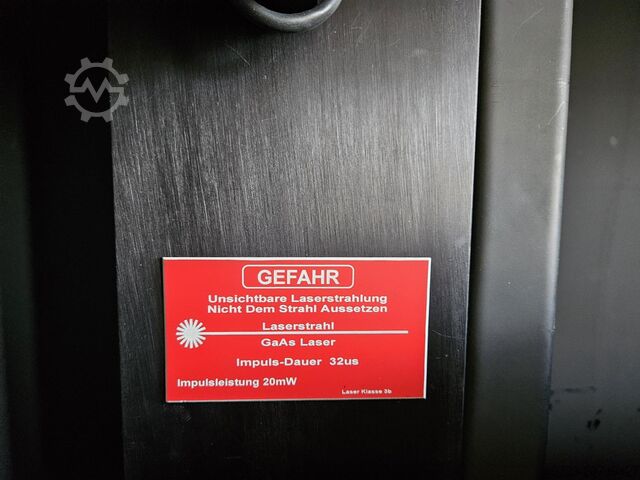 GEFAHR
Unsichtbare Laserstrahlung
Nicht Dem Strahl Aussetzen
Laserstrahl
GaAs Laser
Impuls-Dauer 32us
Impulsleistung 20mW
Laser Klasse 3b